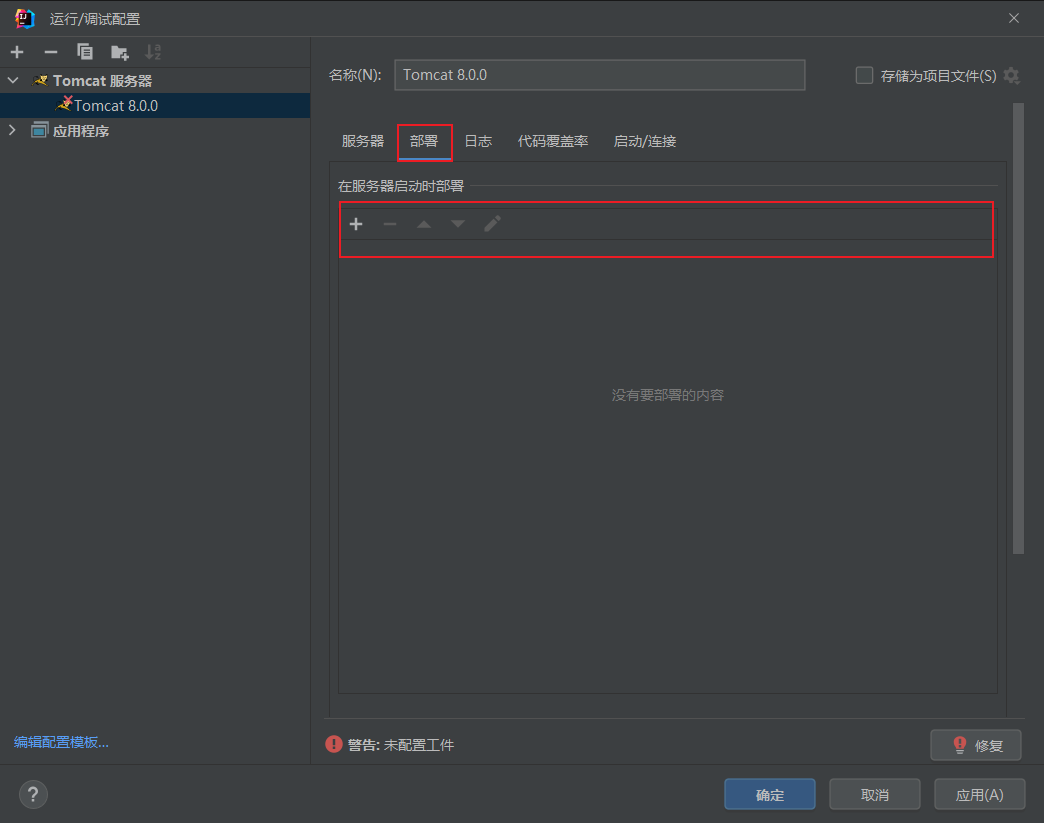 运行/调试配置
Tomcat 服务器
Tomcat 8.0.0
应用程序
编辑配置模板...
名称(N):
Tomcat 8.0.0
存储为项目文件(S)
服务器 部署 日志 代码覆盖率 启动/连接
在服务器启动时部署
没有要部署的内容
警告: 未配置工件
修复
?
确定 取消 应用(A)